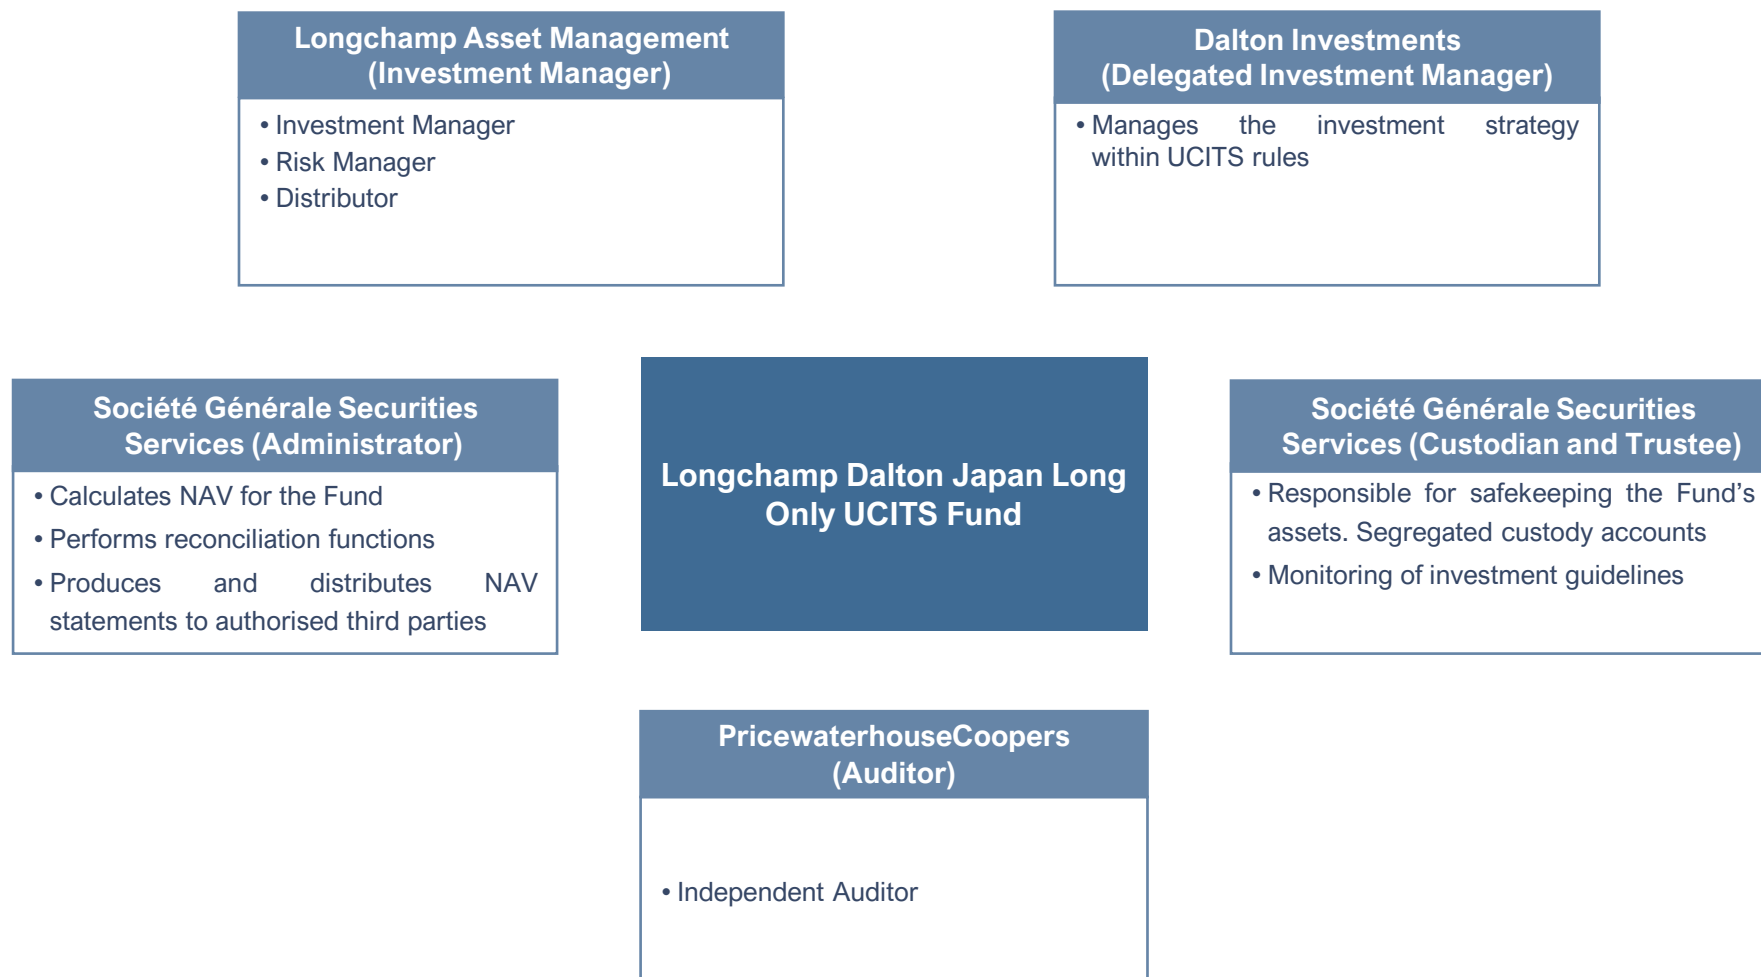 Longchamp Asset Management
(Investment Manager)
• Investment Manager
• Risk Manager
• Distributor
Dalton Investments
(Delegated Investment Manager)
• Manages the investment strategy
within UCITS rules
Société Générale Securities
Services (Administrator)
• Calculates NAV for the Fund
• Performs reconciliation functions
• Produces and distributes NAV
statements to authorised third parties
Longchamp Dalton Japan Long
Only UCITS Fund
Société Générale Securities
Services (Custodian and Trustee)
• Responsible for safekeeping the Fund’s
assets. Segregated custody accounts
• Monitoring of investment guidelines
PricewaterhouseCoopers
(Auditor)
• Independent Auditor